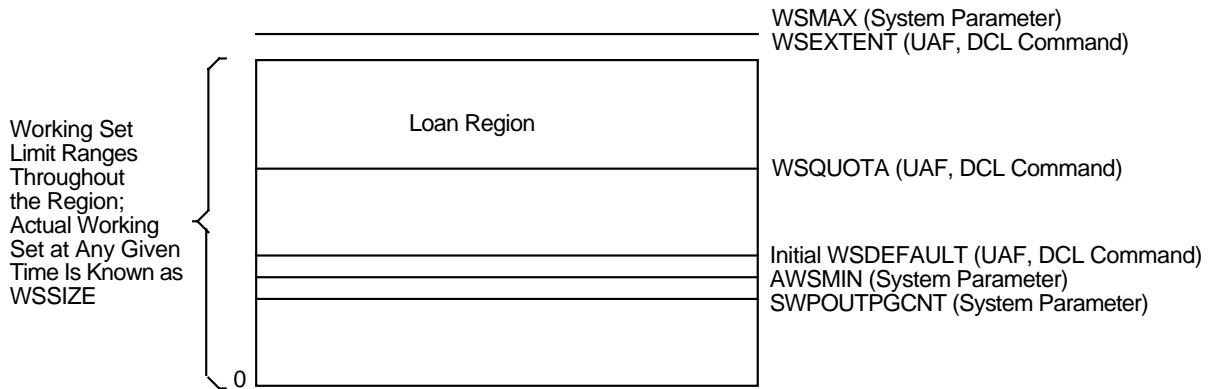 WSMAX (System Parameter)
WSEXTENT (UAF, DCL Command)
Working Set
Limit Ranges
Throughout
the Region;
Actual Working
Set at Any Given
Time Is Known as
WSSIZE
Loan Region
WSQUOTA (UAF, DCL Command)
Initial WSDEFAULT (UAF, DCL Command)
AWSMIN (System Parameter)
SWPOUTPGCNT (System Parameter)
0